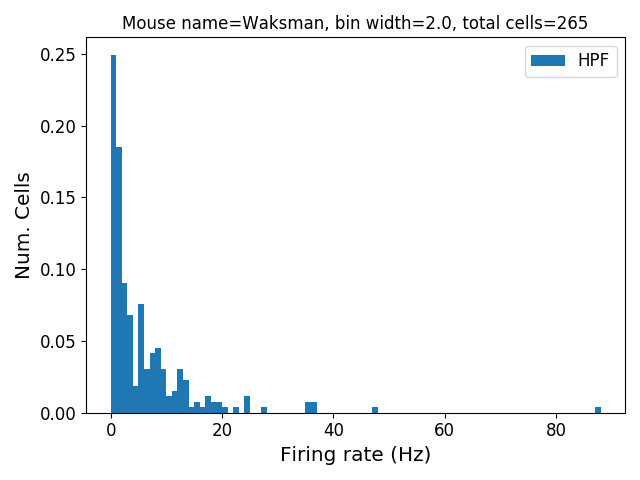 Mouse name=Waksman, bin width=2.0, total cells=265
HPF
0.25
0.20
0.15
0.10
0.05
0.00
Num. Cells
0 20 40 60 80
Firing rate (Hz)